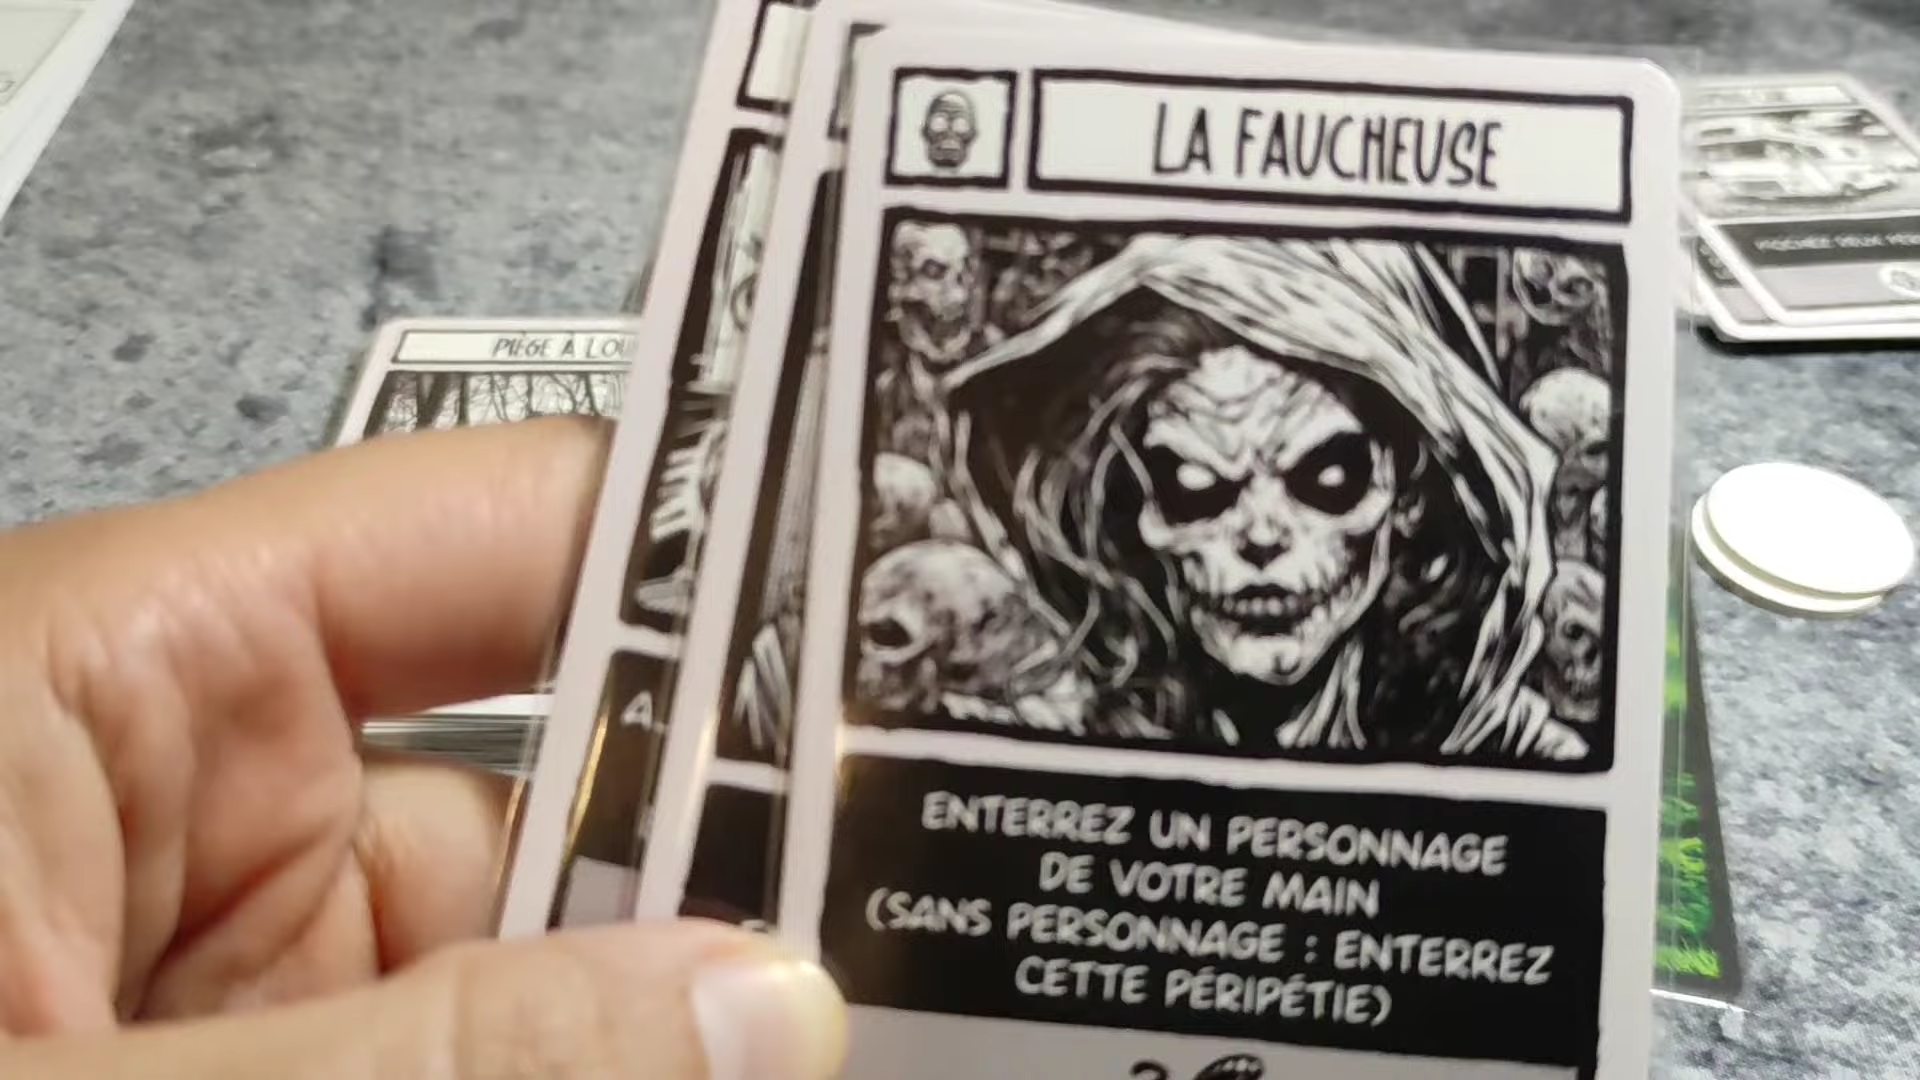 LA FAUCHEUSE
PIÈGE À LOU
ENTERREZ UN PERSONNAGE
DE VOTRE MAIN
(SANS PERSONNAGE : ENTERREZ
CETTE PÉRIPÉTIE)
A